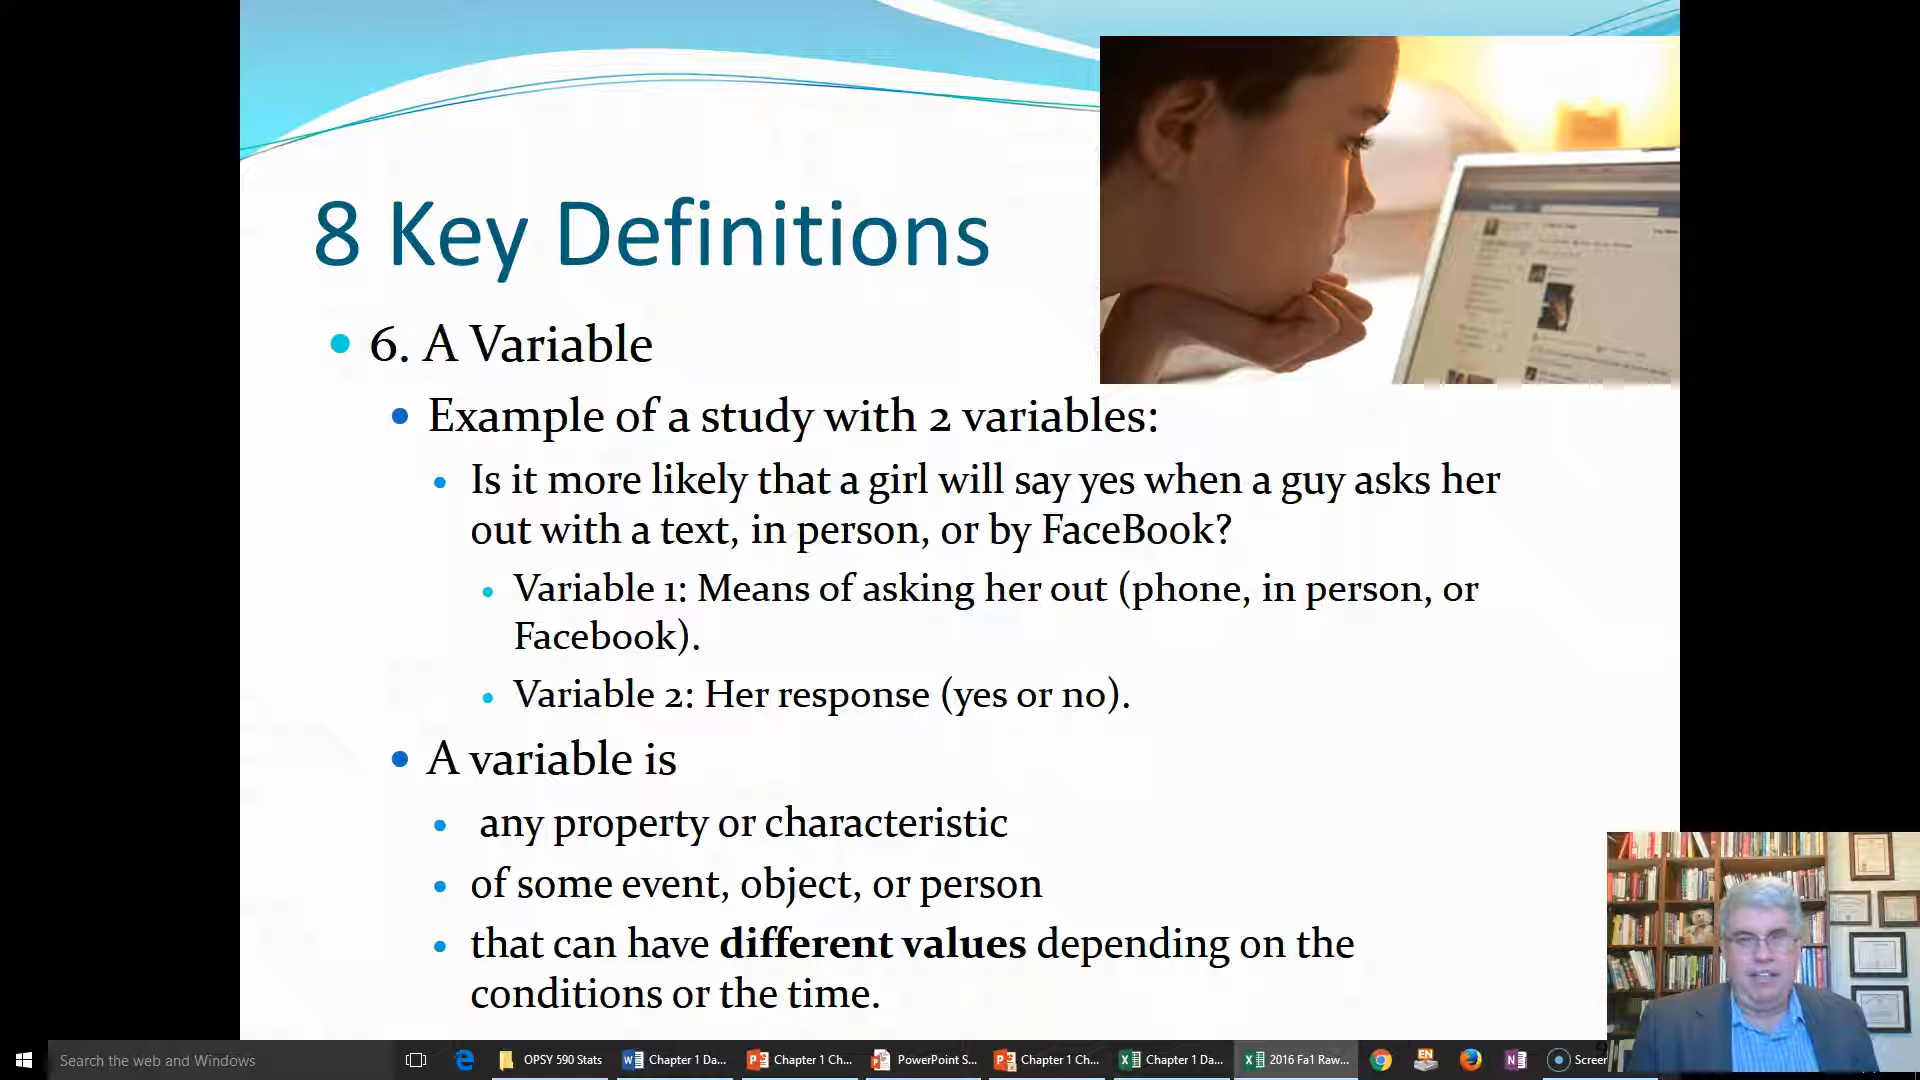 8 Key Definitions
6. A Variable
Example of a study with 2 variables:
Is it more likely that a girl will say yes when a guy asks her
out with a text, in person, or by FaceBook?
Variable 1: Means of asking her out (phone, in person, or
Facebook).
Variable 2: Her response (yes or no).
A variable is
any property or characteristic
of some event, object, or person
that can have different values depending on the
conditions or the time.
Search the web and Windows
OPSY 590 Stats
Chapter 1 Da...
Chapter 1 Ch...
PowerPoint S...
Chapter 1 Ch...
Chapter 1 Da...
2016 Fa1 Raw...
EN
Screen